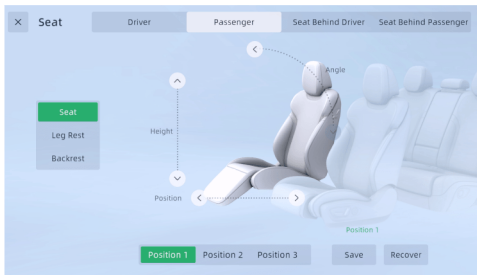 Seat
Driver
Passenger
Seat Behind Driver
Seat Behind Passenger
Angle
Seat
Leg Rest
Backrest
Height
Position
Position 1
Position 1
Position 2
Position 3
Save
Recover